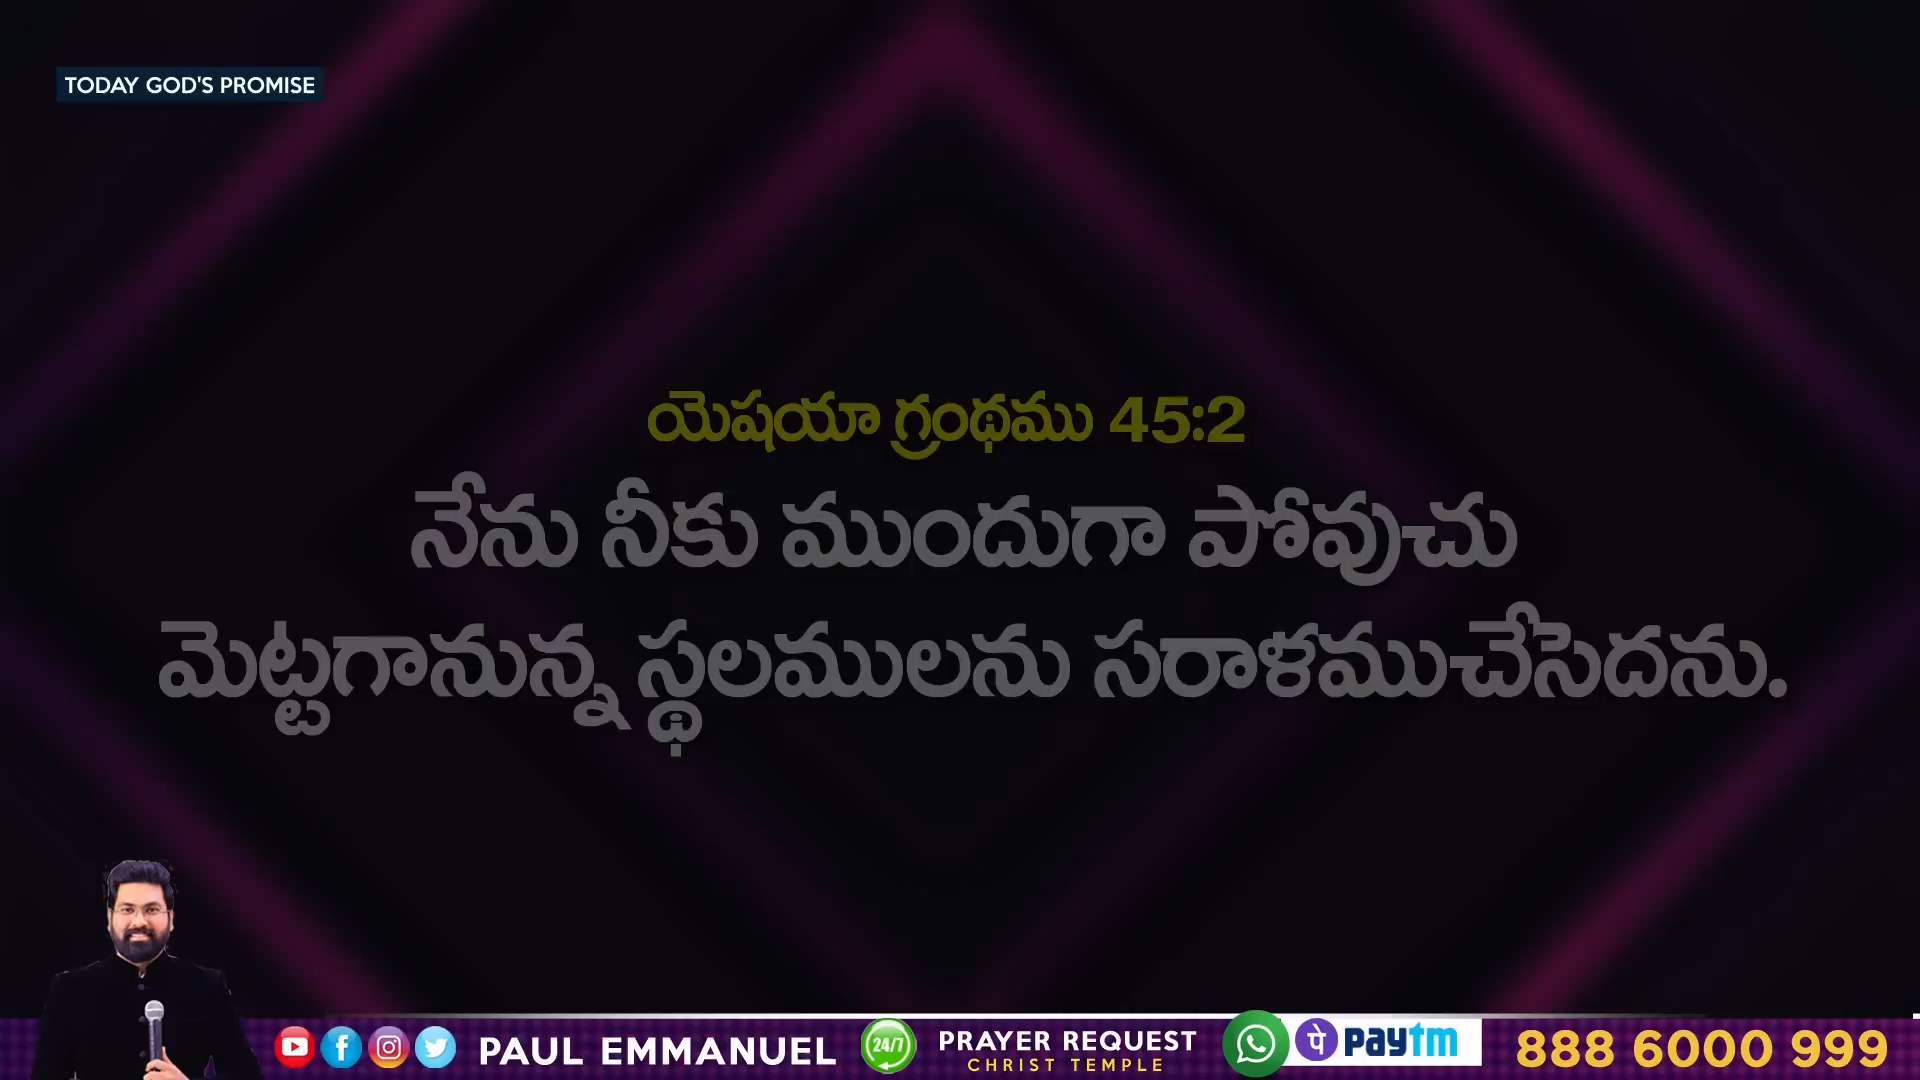 TODAY GOD'S PROMISE
యెషయా గ్రంథము 45:2
నేను నీకు ముందుగా పోవుచు
మెట్టగానున్న స్థలములను సరాళముచేసెదను.
PAUL EMMANUEL
24/7
PRAYER REQUEST
CHRIST TEMPLE
पे
paytm
888 6000 999